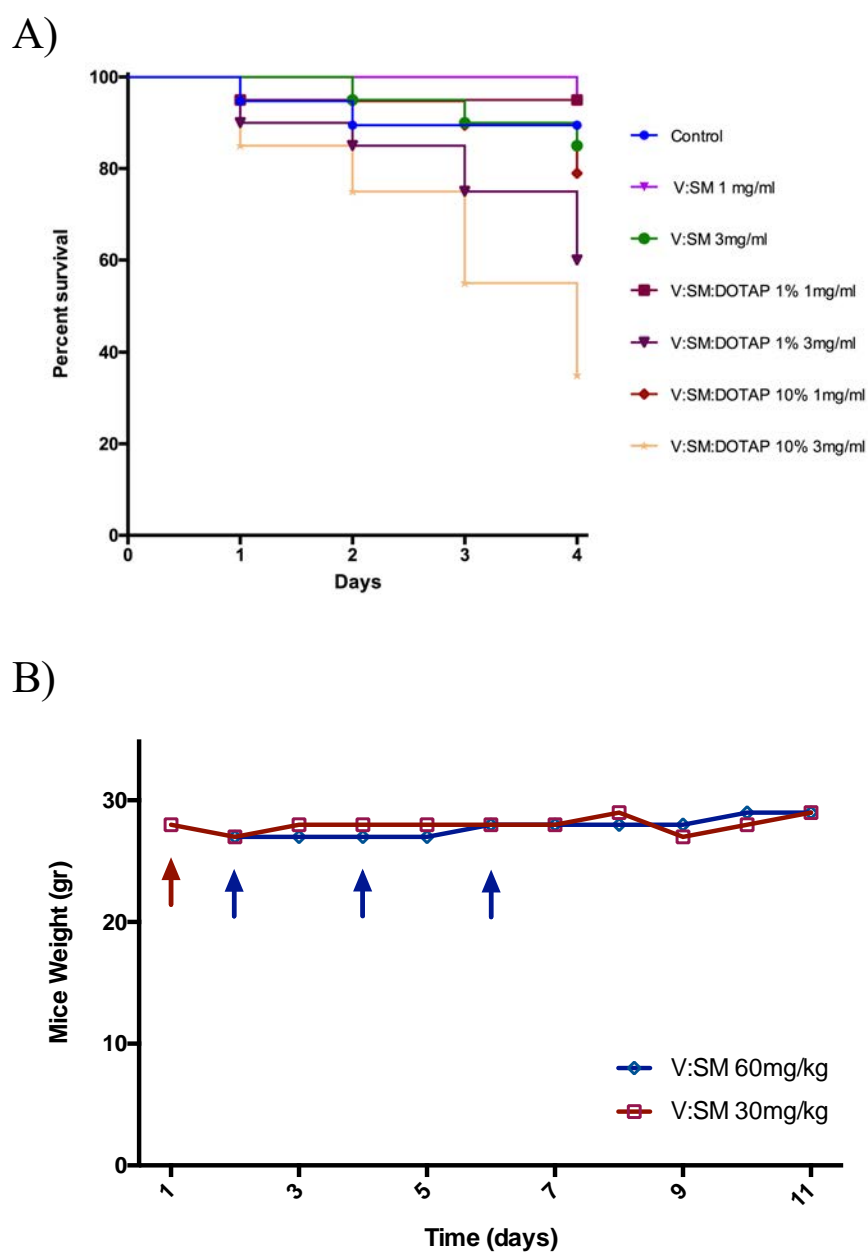 A)
100
80
60
40
20
0
0 1 2 3 4
Percent survival
Days
Control
V:SM 1 mg/ml
V:SM 3mg/ml
V:SM:DOTAP 1% 1mg/ml
V:SM:DOTAP 1% 3mg/ml
V:SM:DOTAP 10% 1mg/ml
V:SM:DOTAP 10% 3mg/ml
B)
30
20
10
0
1 3 5 7 9 11
Mice Weight (gr)
Time (days)
V:SM 60mg/kg
V:SM 30mg/kg